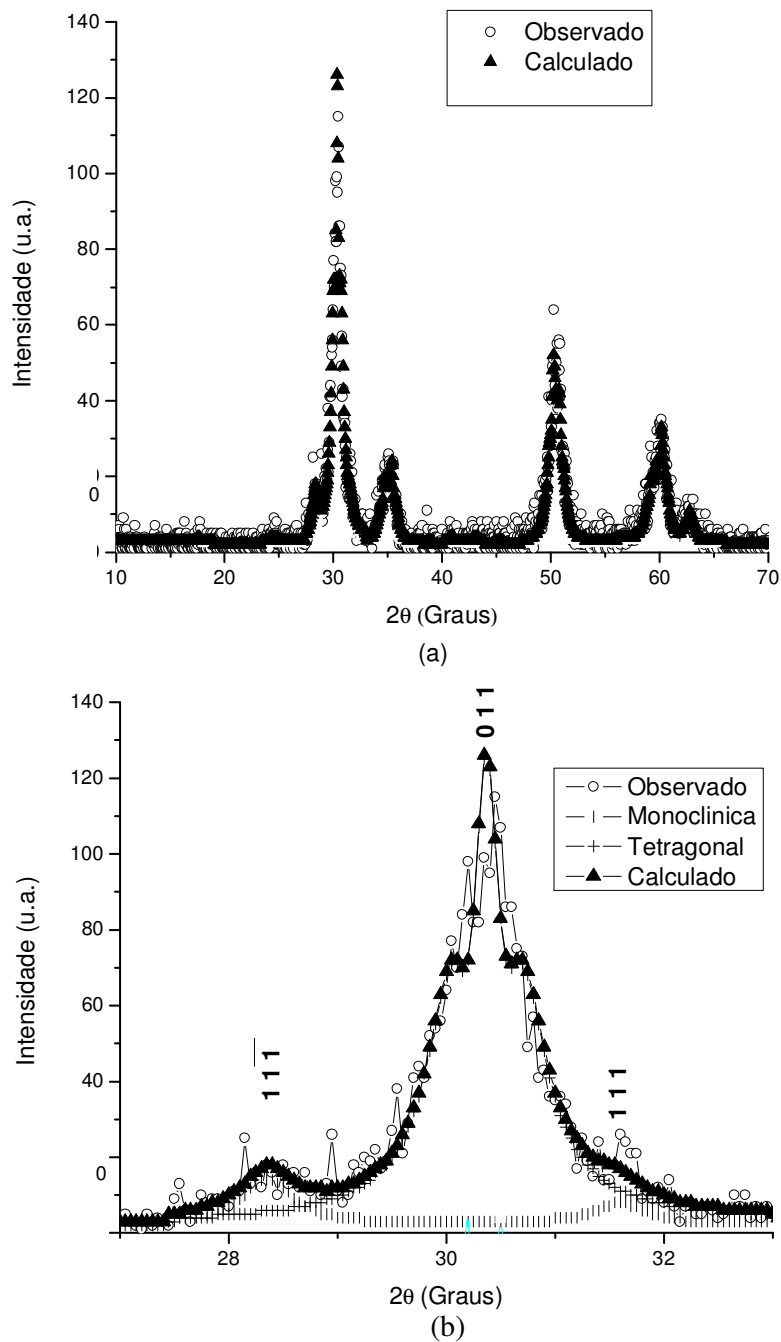 140
120
100
80
60
40
0
10 20 30 40 50 60 70
Intensidade (u.a.)
Observado
Calculado
2θ (Graus)
(a)
140
120
100
80
60
40
0
28 30 32
Intensidade (u.a.)
1 1 1
0 1 1
1 1 1
Observado
Monoclinica
Tetragonal
Calculado
2θ (Graus)
(b)